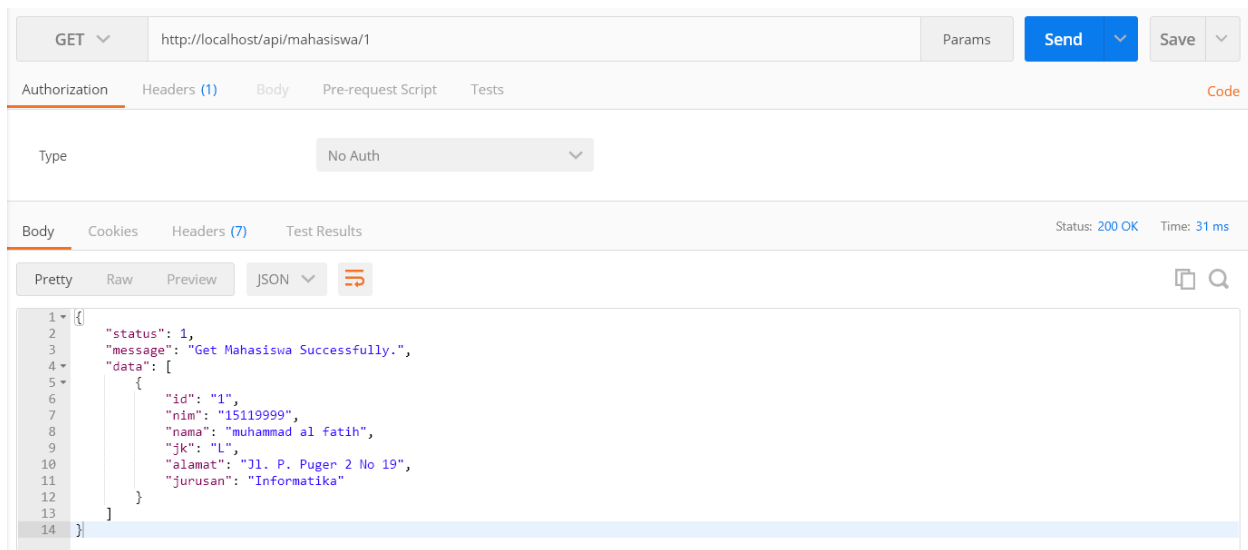 GET http://localhost/api/mahasiswa/1 Params Send Save
Authorization Headers (1) Body Pre-request Script Tests Code
Type No Auth
Body Cookies Headers (7) Test Results Status: 200 OK Time: 31 ms
Pretty Raw Preview JSON
1 {
2 "status": 1,
3 "message": "Get Mahasiswa Successfully.",
4 "data": [
5 {
6 "id": "1",
7 "nim": "15119999",
8 "nama": "muhammad al fatih",
9 "jk": "L",
10 "alamat": "Jl. P. Puger 2 No 19",
11 "jurusan": "Informatika"
12 }
13 ]
14 }